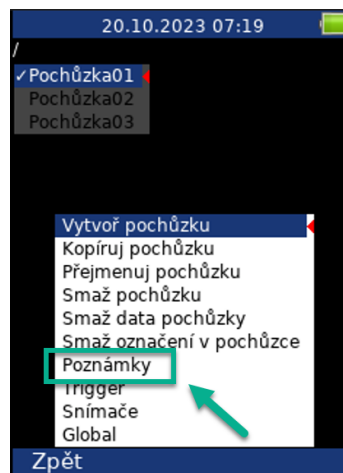 20.10.2023 07:19
/
✓Pochůzka01
Pochůzka02
Pochůzka03
Vytvoř pochůzku
Kopíruj pochůzku
Přejmenuj pochůzku
Smaž pochůzku
Smaž data pochůzky
Smaž označení v pochůzce
Poznámky
Trigger
Snímače
Global
Zpět